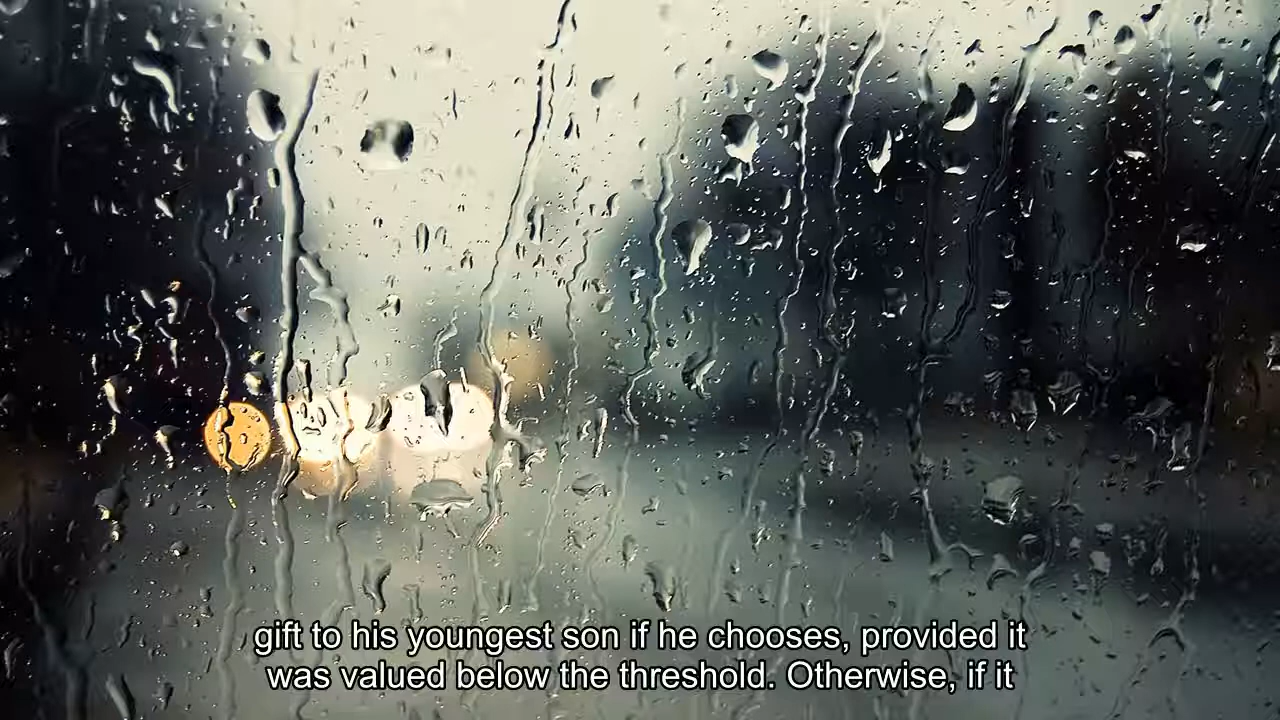 gift to his youngest son if he chooses, provided it
was valued below the threshold. Otherwise, if it